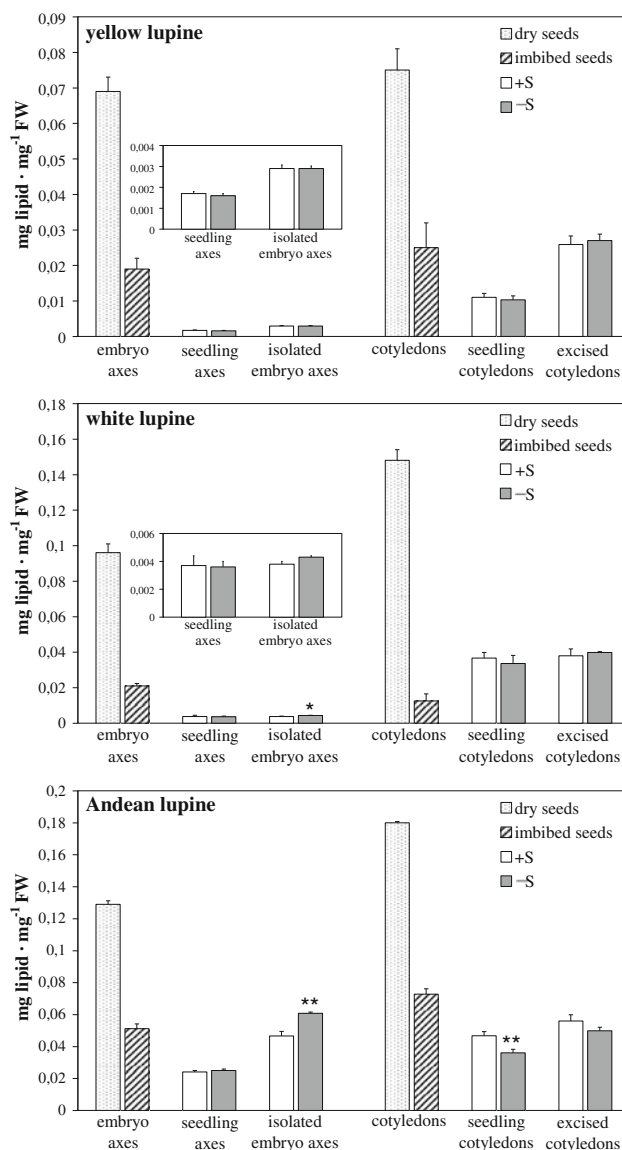 yellow lupine
mg lipid · mg⁻¹ FW
0,09
0,08
0,07
0,06
0,05
0,04
0,03
0,02
0,01
0
dry seeds
imbibed seeds
+S
−S
0,004
0,003
0,002
0,001
0
seedling
axes
isolated
embryo axes
embryo
axes
seedling
axes
isolated
embryo axes
cotyledons
seedling
cotyledons
excised
cotyledons
white lupine
mg lipid · mg⁻¹ FW
0,18
0,16
0,14
0,12
0,1
0,08
0,06
0,04
0,02
0
dry seeds
imbibed seeds
+S
−S
0,006
0,004
0,002
0,000
seedling
axes
isolated
embryo axes
*
embryo
axes
seedling
axes
isolated
embryo axes
cotyledons
seedling
cotyledons
excised
cotyledons
Andean lupine
mg lipid · mg⁻¹ FW
0,2
0,18
0,16
0,14
0,12
0,1
0,08
0,06
0,04
0,02
0
dry seeds
imbibed seeds
+S
−S
**
**
embryo
axes
seedling
axes
isolated
embryo axes
cotyledons
seedling
cotyledons
excised
cotyledons